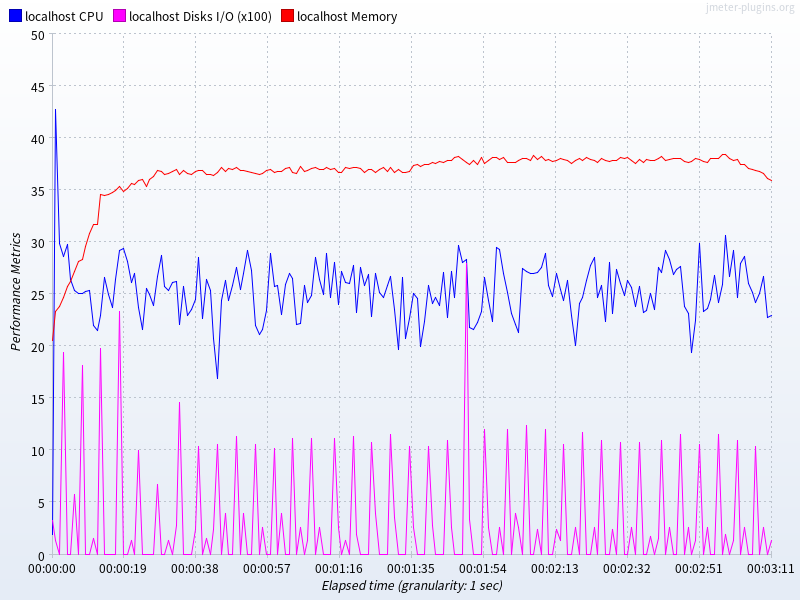 localhost CPU localhost Disks I/O (x100) localhost Memory
jmeter-plugins.org
50
45
40
35
30
25
20
15
10
5
0
Performance Metrics
00:00:00 00:00:19 00:00:38 00:00:57 00:01:16 00:01:35 00:01:54 00:02:13 00:02:32 00:02:51 00:03:11
Elapsed time (granularity: 1 sec)